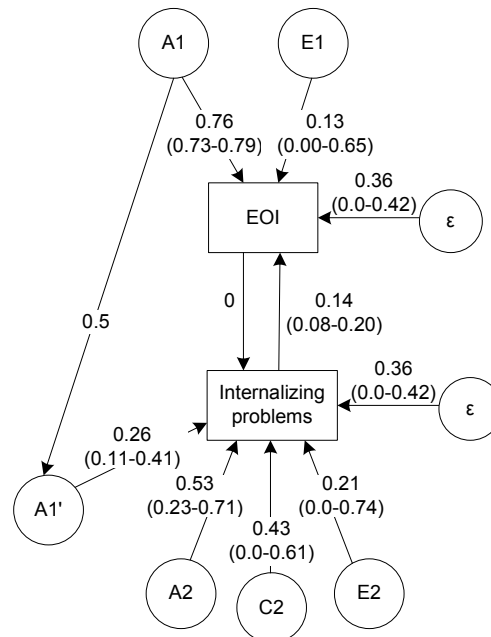 A1
E1
0.76
(0.73-0.79)
0.13
(0.00-0.65)
0.36
(0.0-0.42)
EOI
ε
0.5
0
0.14
(0.08-0.20)
0.36
(0.0-0.42)
Internalizing
problems
ε
0.26
(0.11-0.41)
A1'
0.53
(0.23-0.71)
0.43
(0.0-0.61)
0.21
(0.0-0.74)
A2
C2
E2